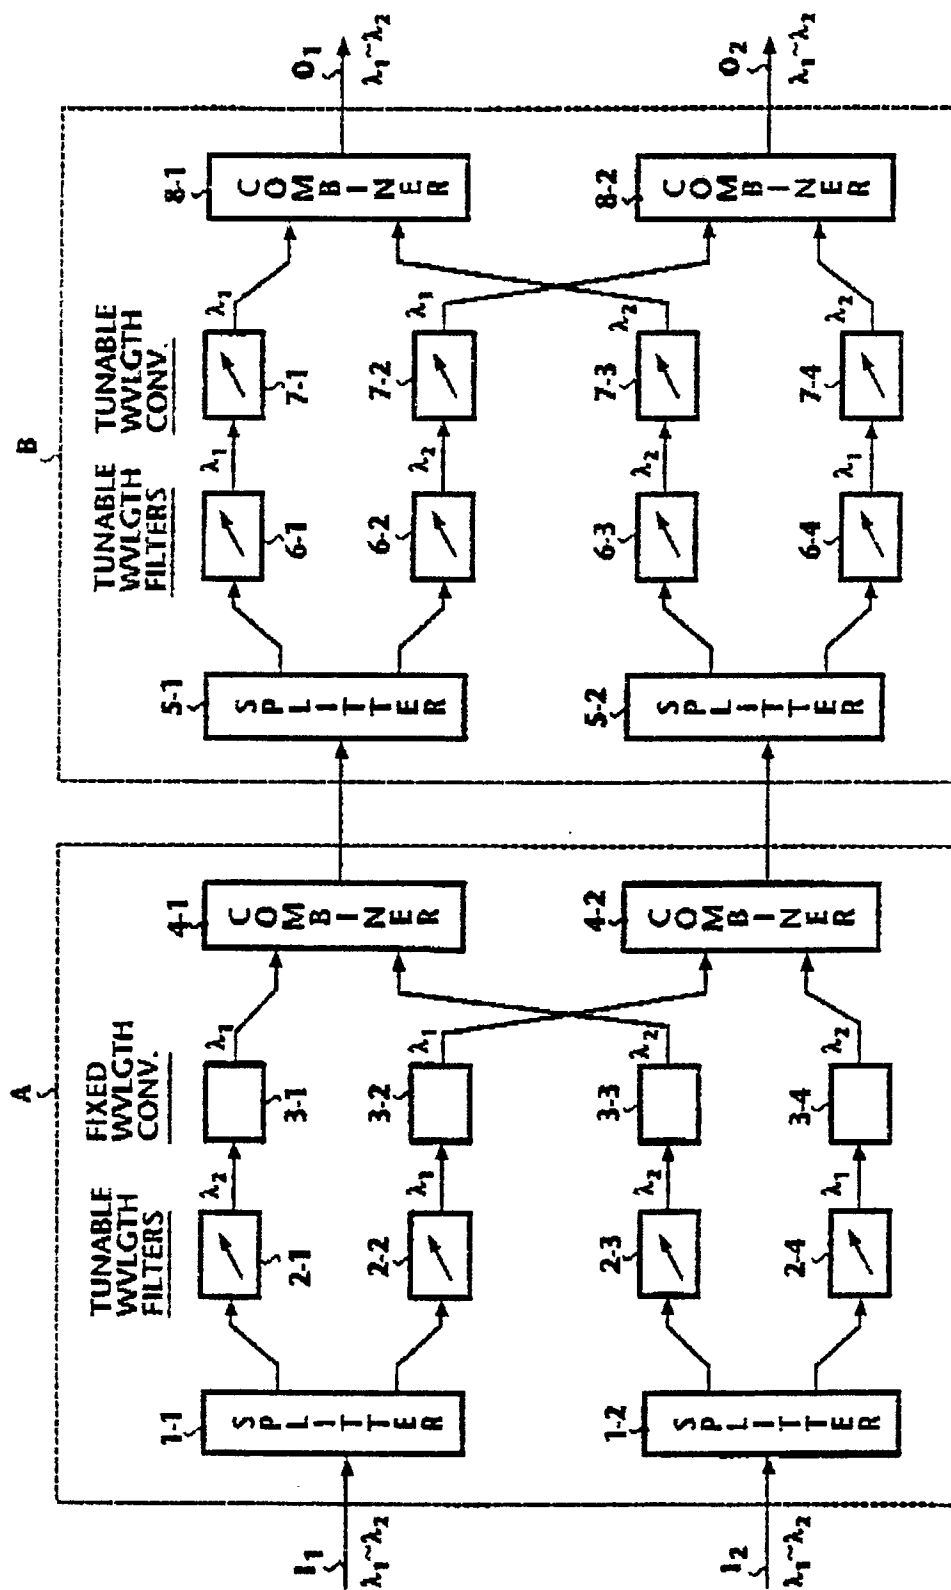 A
B
TUNABLE
WVLGTH
FILTERS
FIXED
WVLGTH
CONV.
TUNABLE
WVLGTH
FILTERS
TUNABLE
WVLGTH
CONV.
I₁
λ₁~λ₂
1-1
SPLITTER
2-1
λ₂
3-1
λ₁
2-2
λ₁
3-2
λ₁
4-1
COMBINER
5-1
SPLITTER
6-1
λ₁
7-1
λ₁
6-2
λ₂
7-2
λ₁
8-1
COMBINER
O₁
λ₁~λ₂
I₂
λ₁~λ₂
1-2
SPLITTER
2-3
λ₂
3-3
λ₂
2-4
λ₁
3-4
λ₂
4-2
COMBINER
5-2
SPLITTER
6-3
λ₂
7-3
λ₂
6-4
λ₁
7-4
λ₂
8-2
COMBINER
O₂
λ₁~λ₂